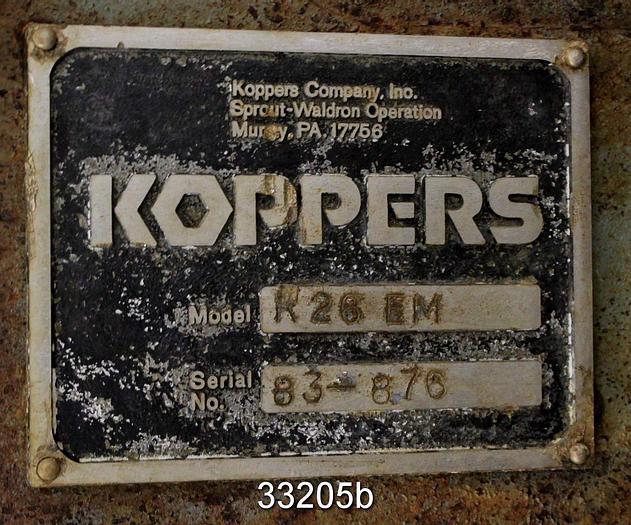 Koppers Company, Inc.
Sprout-Waldron Operation
Muncy, PA. 17756
KOPPERS
Model K26 EM
Serial No. 83-876
33205b